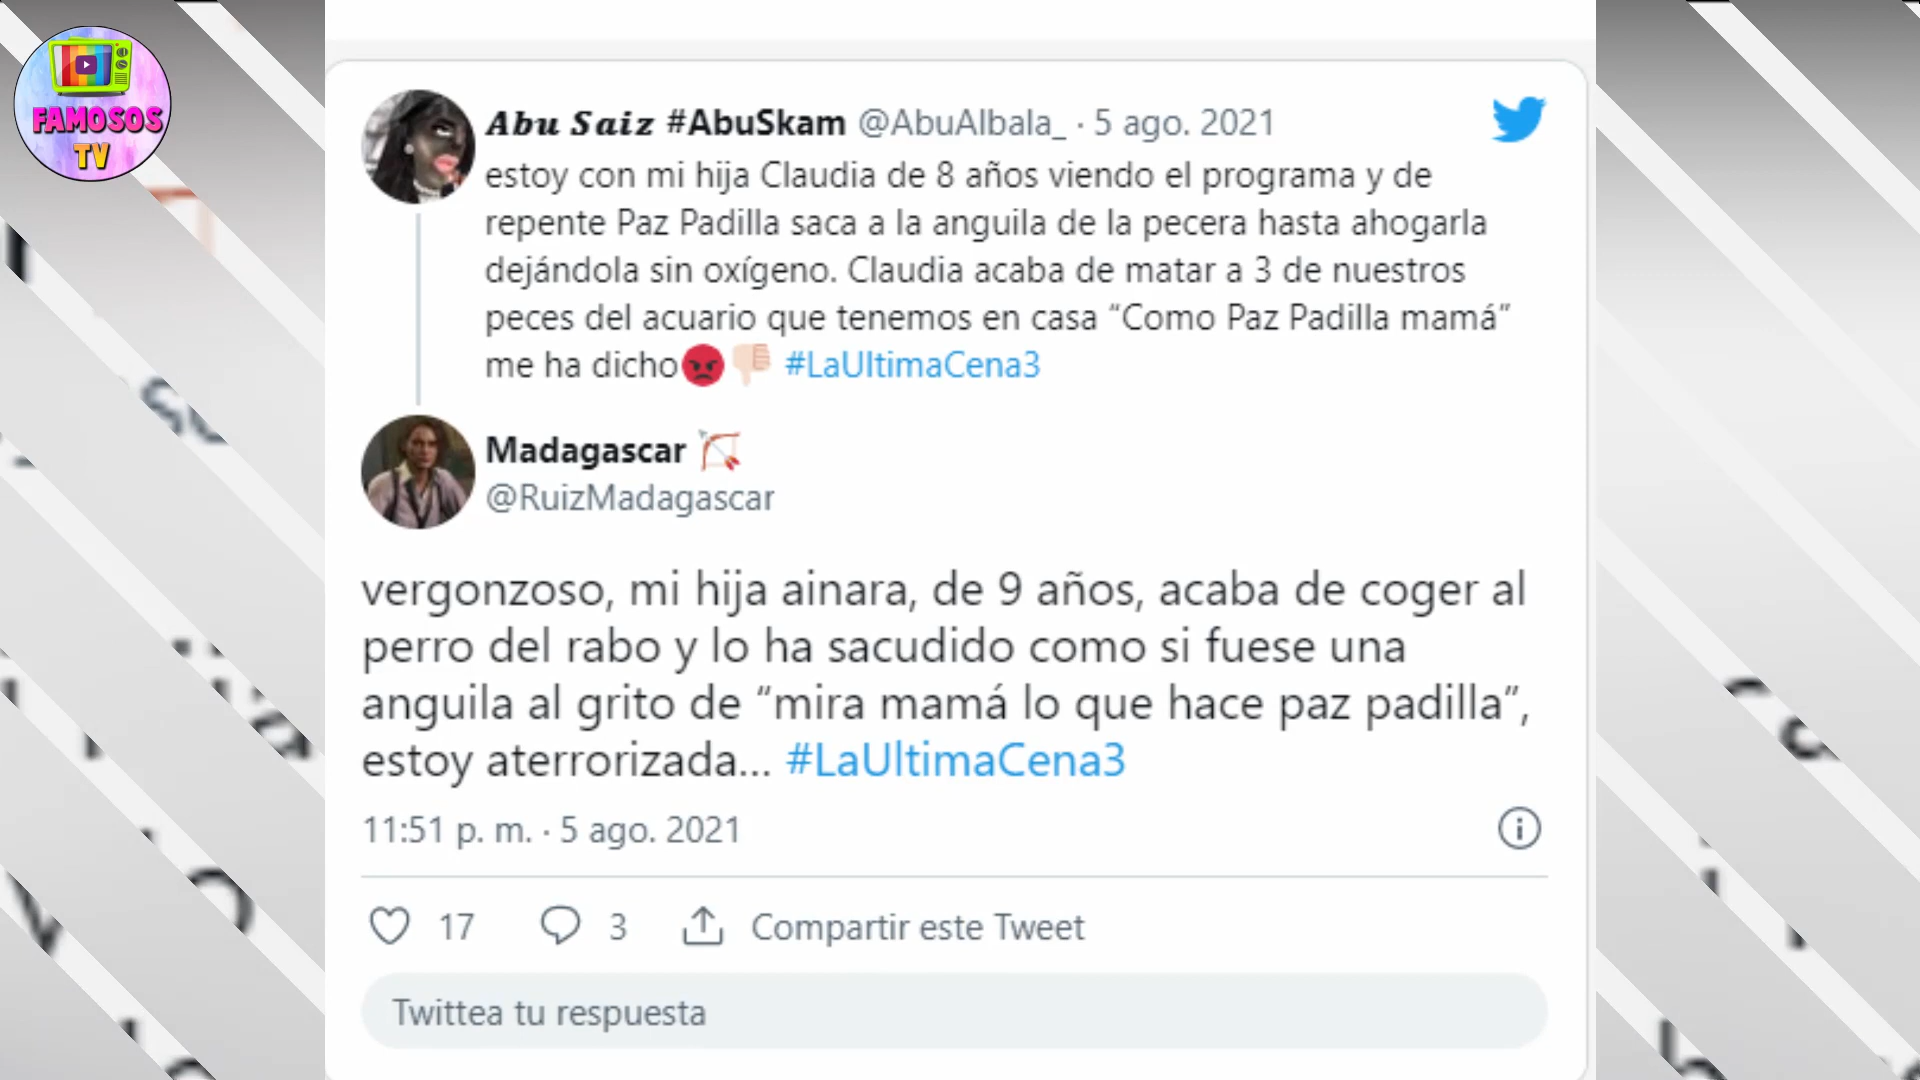 FAMOSOS
TV
Abu Saiz #AbuSkam @AbuAlbala_ · 5 ago. 2021
estoy con mi hija Claudia de 8 años viendo el programa y de
repente Paz Padilla saca a la anguila de la pecera hasta ahogarla
dejándola sin oxígeno. Claudia acaba de matar a 3 de nuestros
peces del acuario que tenemos en casa “Como Paz Padilla mamá”
me ha dicho😡👎🏻 #LaUltimaCena3
Madagascar 🏹
@RuizMadagascar
vergonzoso, mi hija ainara, de 9 años, acaba de coger al
perro del rabo y lo ha sacudido como si fuese una
anguila al grito de “mira mamá lo que hace paz padilla”,
estoy aterrorizada... #LaUltimaCena3
11:51 p. m. · 5 ago. 2021
17 3 Compartir este Tweet
Twittea tu respuesta